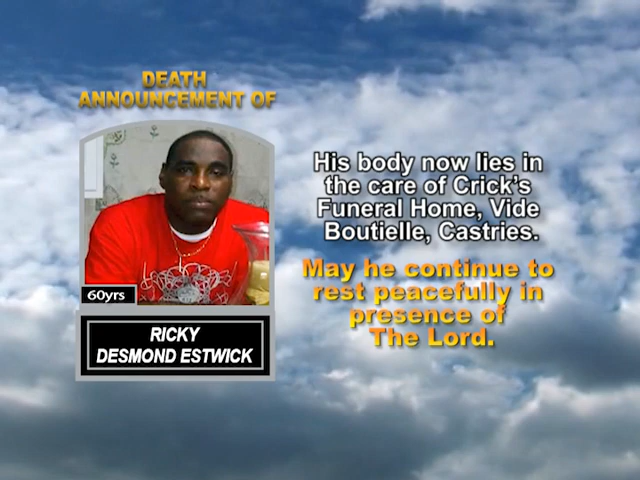 DEATH
ANNOUNCEMENT OF
60yrs
RICKY
DESMOND ESTWICK
His body now lies in
the care of Crick's
Funeral Home, Vide
Boutielle, Castries.
May he continue to
rest peacefully in
presence of
The Lord.